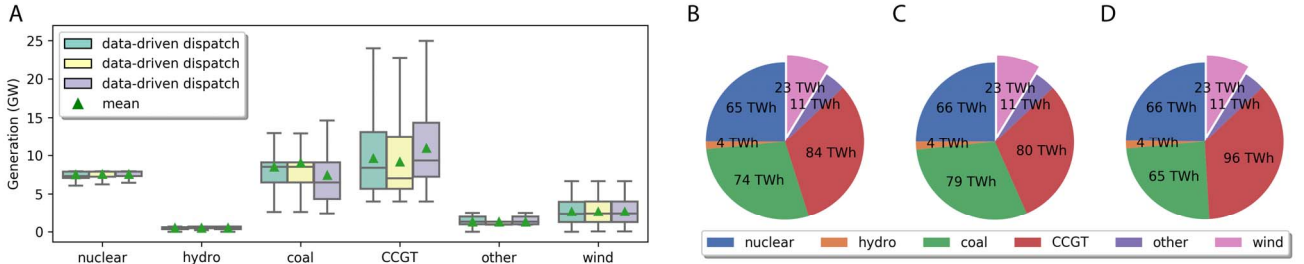 A
Generation (GW)
25
20
15
10
5
0
data-driven dispatch
data-driven dispatch
data-driven dispatch
mean
nuclear hydro coal CCGT other wind
B
65 TWh
23 TWh
11 TWh
4 TWh
84 TWh
74 TWh
C
66 TWh
23 TWh
11 TWh
4 TWh
80 TWh
79 TWh
D
66 TWh
23 TWh
11 TWh
4 TWh
96 TWh
65 TWh
nuclear hydro coal CCGT other wind